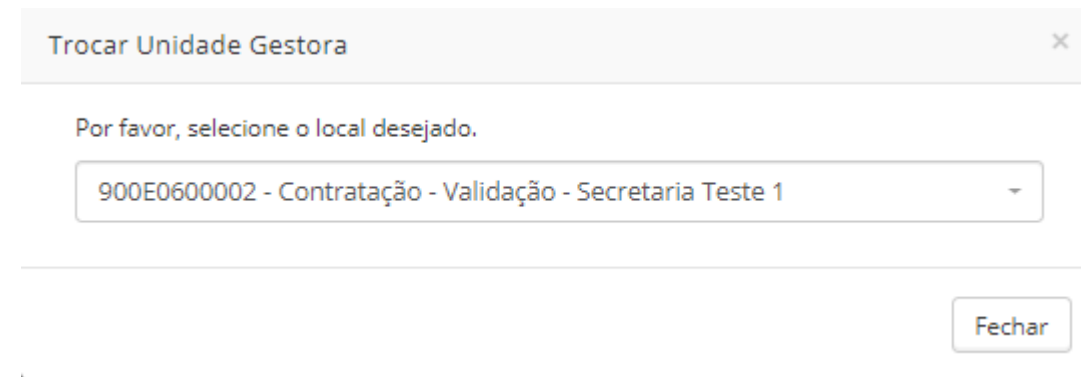 Trocar Unidade Gestora ×
Por favor, selecione o local desejado.
900E0600002 - Contratação - Validação - Secretaria Teste 1
Fechar